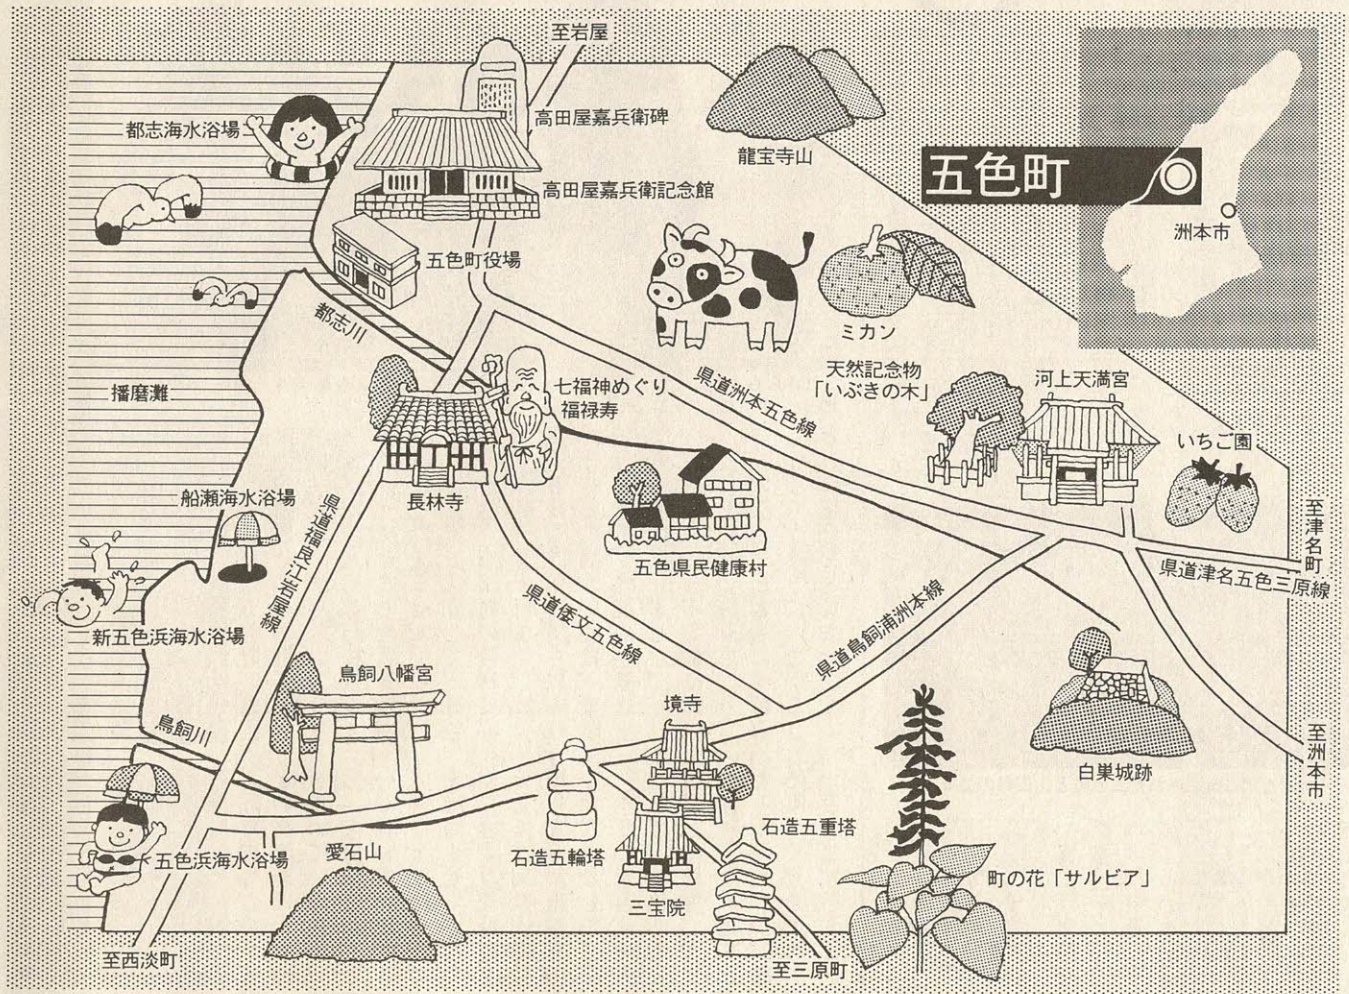 至岩屋
高田屋嘉兵衛碑
都志海水浴場
龍宝寺山
五色町
高田屋嘉兵衛記念館
洲本市
五色町役場
都志川
ミカン
県道洲本五色線
天然記念物
「いぶきの木」
河上天満宮
七福神めぐり
福禄寿
播磨灘
いちご園
船瀬海水浴場
長林寺
県道福良江岩屋線
至津名町
五色県民健康村
県道津名五色三原線
県道倭文五色線
県道鳥飼浦洲本線
新五色浜海水浴場
鳥飼八幡宮
境寺
鳥飼川
至洲本市
白巣城跡
石造五重塔
五色浜海水浴場
愛石山
石造五輪塔
町の花「サルビア」
三宝院
至西淡町
至三原町